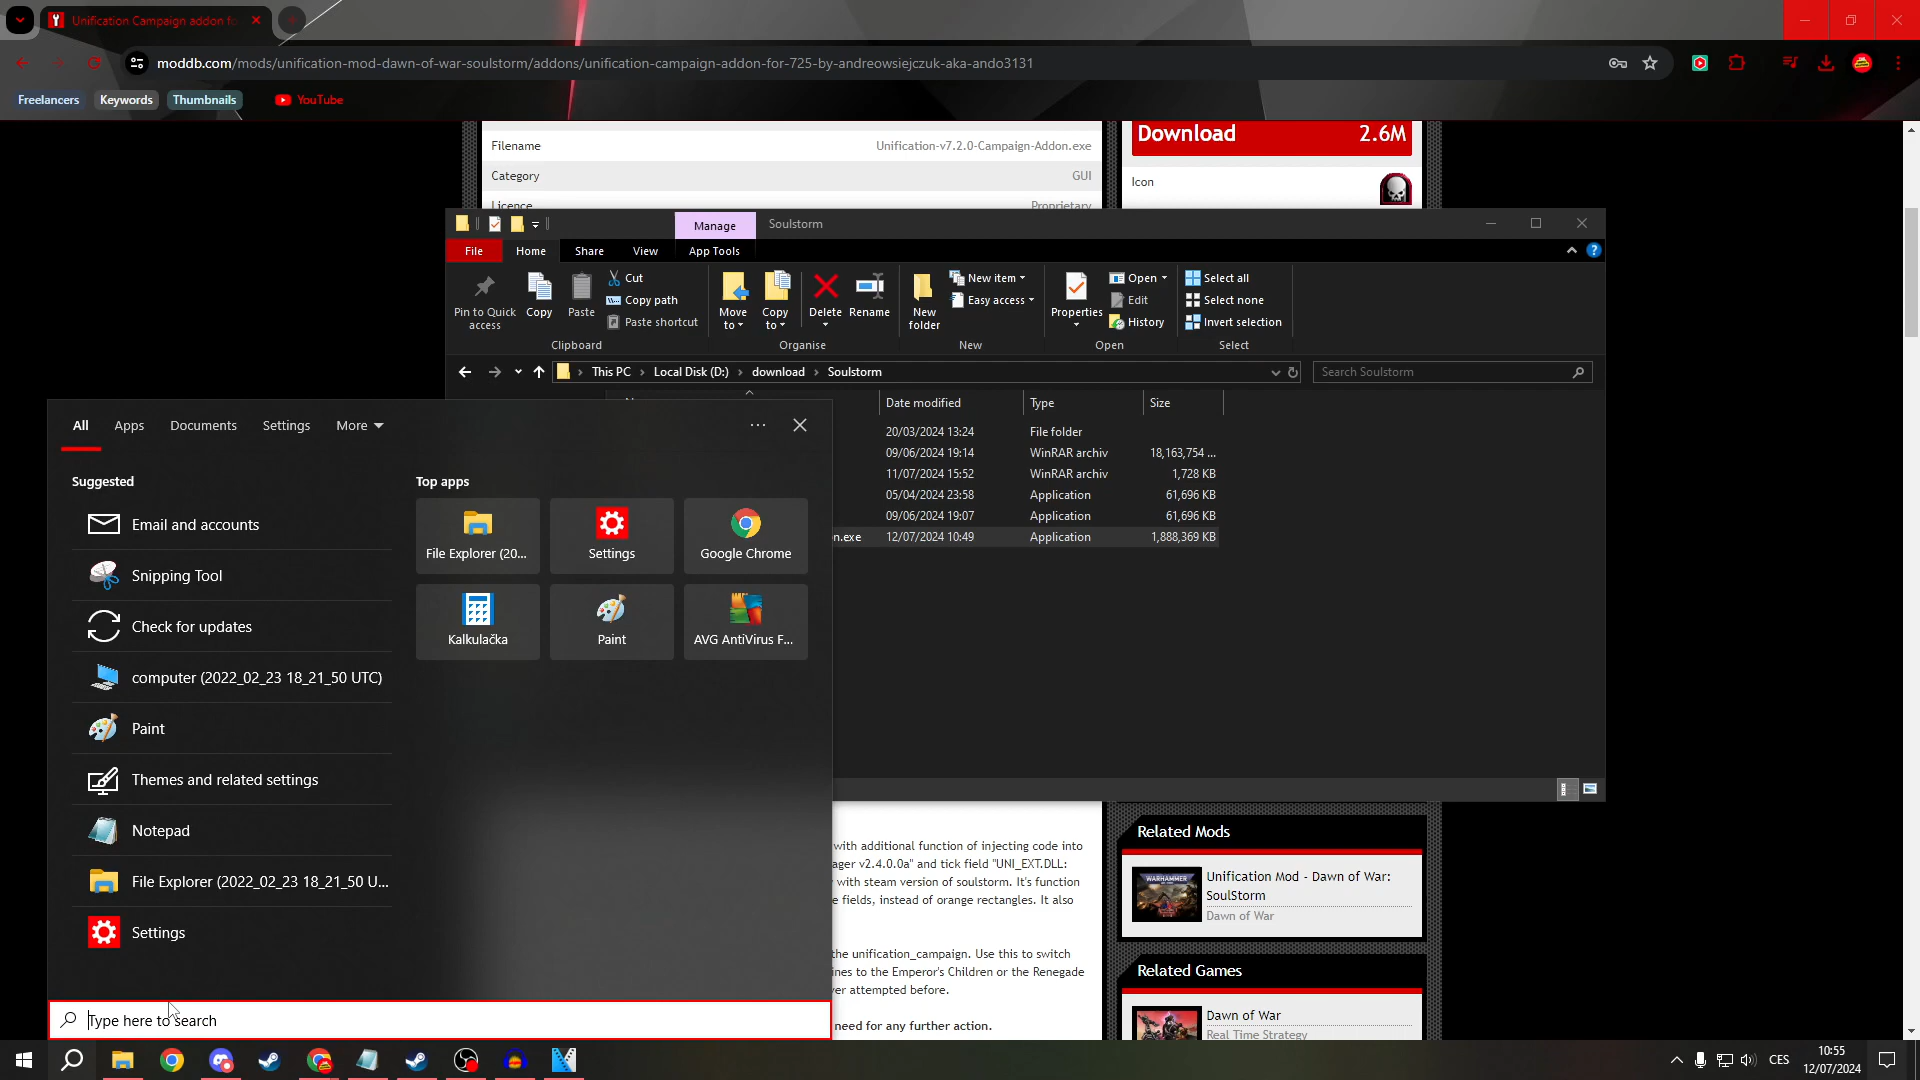 Unification Campaign addon fo
moddb.com/mods/unification-mod-dawn-of-war-soulstorm/addons/unification-campaign-addon-for-725-by-andreowsiejczuk-aka-ando3131
Freelancers Keywords Thumbnails YouTube
Filename Unification-v7.2.0-Campaign-Addon.exe
Category GUI
Licence Proprietary
Download 2.6M
Icon
Manage Soulstorm
File Home Share View App Tools
Pin to Quick access
Copy
Paste
Cut
Copy path
Paste shortcut
Clipboard
Move to
Copy to
Delete
Rename
Organise
New folder
New item
Easy access
New
Properties
Open
Edit
History
Open
Select all
Select none
Invert selection
Select
This PC Local Disk (D:) download Soulstorm
Search Soulstorm
Date modified Type Size
20/03/2024 13:24 File folder
09/06/2024 19:14 WinRAR archiv 18,163,754 ...
11/07/2024 15:52 WinRAR archiv 1,728 KB
05/04/2024 23:58 Application 61,696 KB
09/06/2024 19:07 Application 61,696 KB
n.exe 12/07/2024 10:49 Application 1,888,369 KB
All Apps Documents Settings More
Suggested
Email and accounts
Snipping Tool
Check for updates
computer (2022_02_23 18_21_50 UTC)
Paint
Themes and related settings
Notepad
File Explorer (2022_02_23 18_21_50 U...
Settings
Top apps
File Explorer (20...
Settings
Google Chrome
Kalkulačka
Paint
AVG AntiVirus F...
Type here to search
with additional function of injecting code into
ager v2.4.0.0a" and tick field "UNI_EXT.DLL:
with steam version of soulstorm. It's function
e fields, instead of orange rectangles. It also
the unification_campaign. Use this to switch
ines to the Emperor's Children or the Renegade
ver attempted before.
need for any further action.
Related Mods
WARHAMMER
Unification Mod - Dawn of War:
SoulStorm
Dawn of War
Related Games
Dawn of War
Real Time Strategy
CES
10:55
12/07/2024